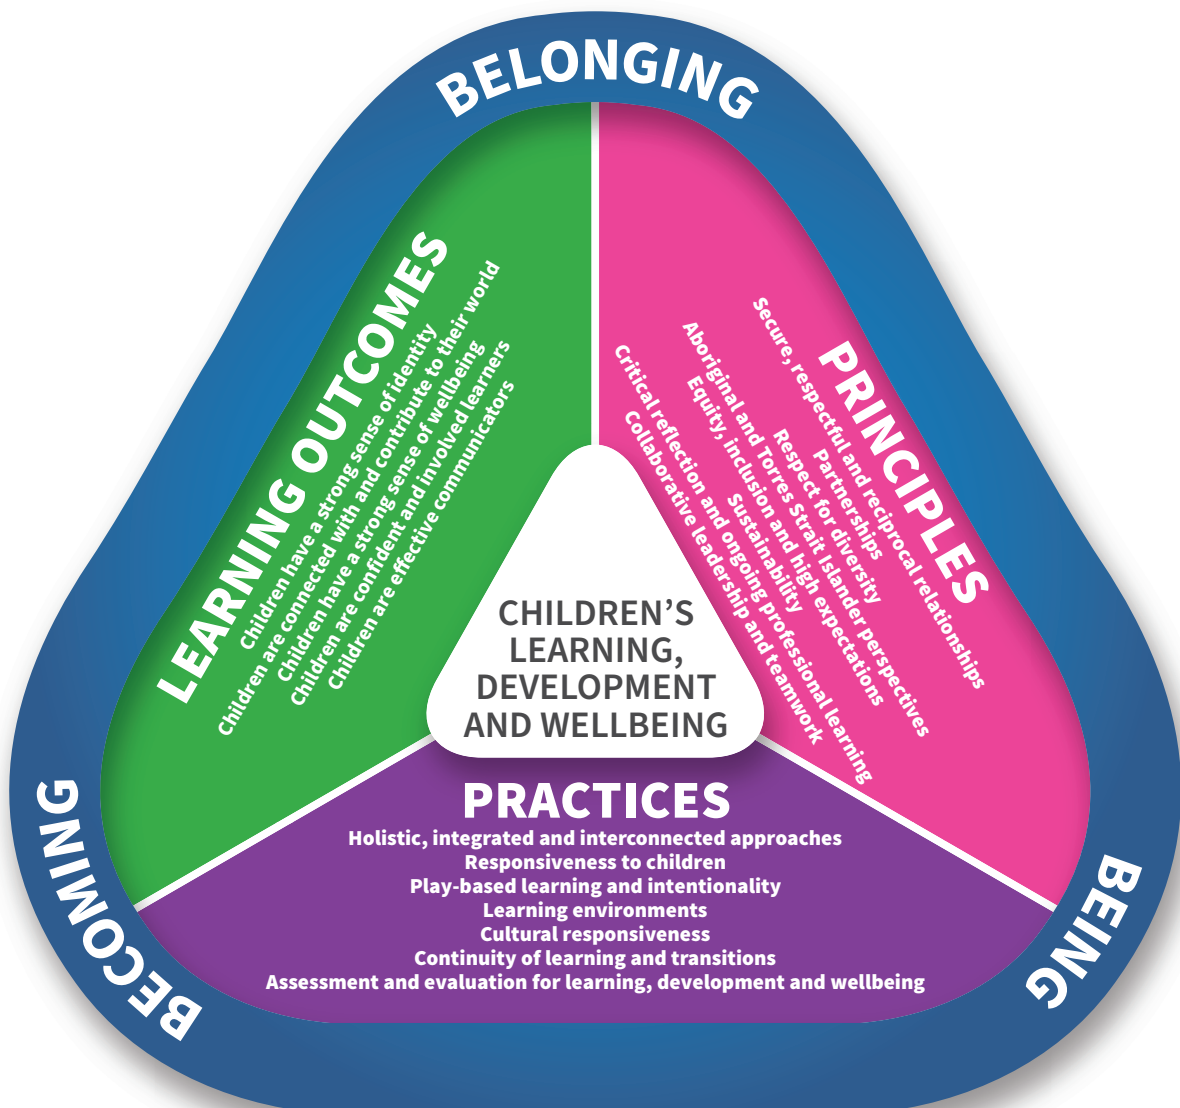 BELONGING
LEARNING OUTCOMES
Children have a strong sense of identity
Children are connected with and contribute to their world
Children have a strong sense of wellbeing
Children are confident and involved learners
Children are effective communicators
PRINCIPLES
Secure, respectful and reciprocal relationships
Partnerships
Respect for diversity
Aboriginal and Torres Strait Islander perspectives
Equity, inclusion and high expectations
Sustainability
Critical reflection and ongoing professional learning
Collaborative leadership and teamwork
CHILDREN’S
LEARNING,
DEVELOPMENT
AND WELLBEING
PRACTICES
Holistic, integrated and interconnected approaches
Responsiveness to children
Play-based learning and intentionality
Learning environments
Cultural responsiveness
Continuity of learning and transitions
Assessment and evaluation for learning, development and wellbeing
BECOMING
BEING